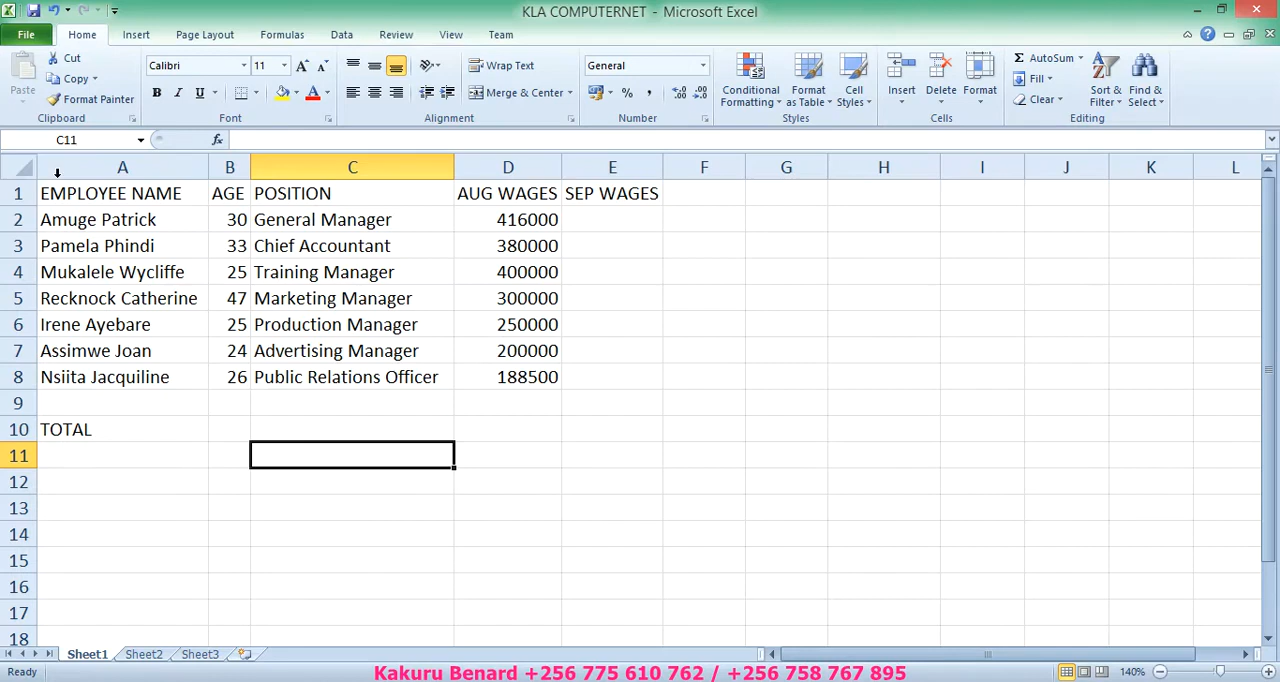 KLA COMPUTERNET - Microsoft Excel
File Home Insert Page Layout Formulas Data Review View Team
Paste Cut Copy Format Painter Clipboard
Calibri 11 B I U A A A Font
Wrap Text Merge & Center Alignment
General % , .0 .00 .00 .0 Number
Conditional Formatting Format as Table Cell Styles Styles
Insert Delete Format Cells
Σ AutoSum Fill Clear Sort & Filter Find & Select Editing
C11 fx
A B C D E F G H I J K L
1 EMPLOYEE NAME AGE POSITION AUG WAGES SEP WAGES
2 Amuge Patrick 30 General Manager 416000
3 Pamela Phindi 33 Chief Accountant 380000
4 Mukalele Wycliffe 25 Training Manager 400000
5 Recknock Catherine 47 Marketing Manager 300000
6 Irene Ayebare 25 Production Manager 250000
7 Assimwe Joan 24 Advertising Manager 200000
8 Nsiita Jacquiline 26 Public Relations Officer 188500
9
10 TOTAL
11
12
13
14
15
16
17
18
Sheet1 Sheet2 Sheet3
Ready Kakuru Benard +256 775 610 762 / +256 758 767 895 140%